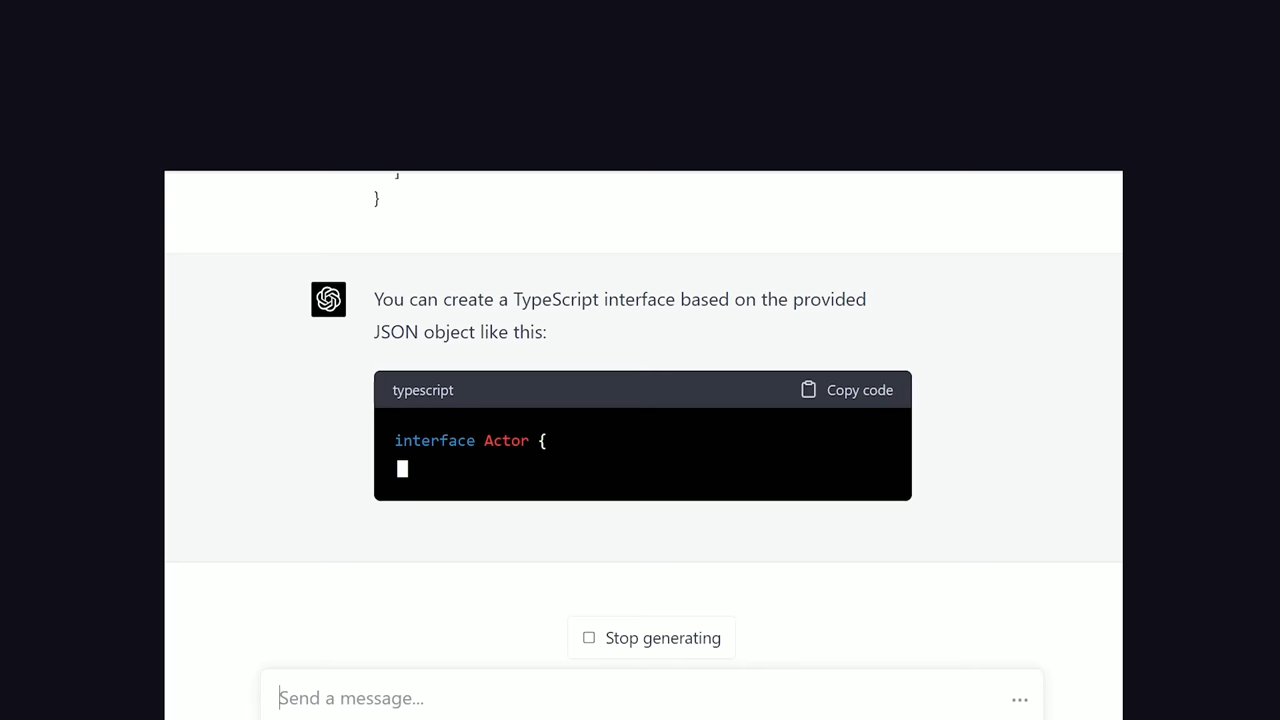 ]
}
You can create a TypeScript interface based on the provided
JSON object like this:
typescript
Copy code
interface Actor {
Stop generating
Send a message...